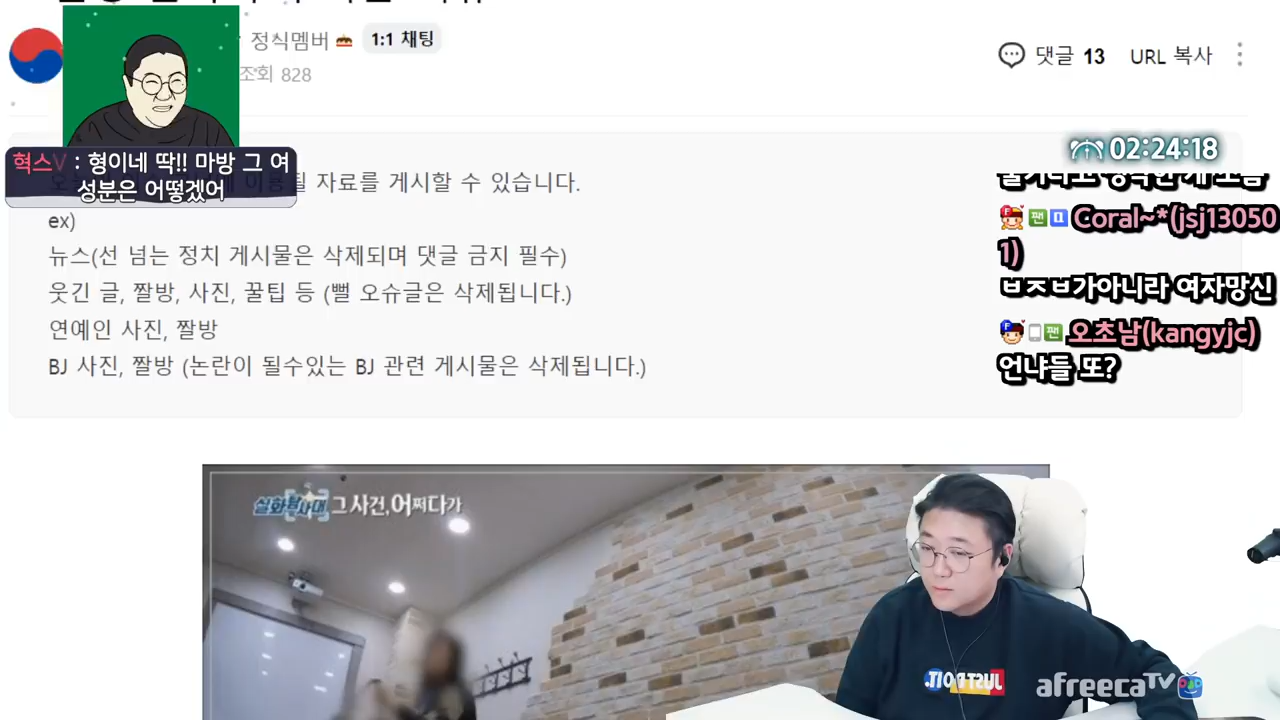 정식멤버
1:1 채팅
조회 828
댓글 13
URL 복사
혁스V : 형이네 딱!! 마방 그 여
성분은 어떻겠어
자료를 게시할 수 있습니다.
ex)
뉴스(선 넘는 정치 게시물은 삭제되며 댓글 금지 필수)
웃긴 글, 짤방, 사진, 꿀팁 등 (뻘 오슈글은 삭제됩니다.)
연예인 사진, 짤방
BJ 사진, 짤방 (논란이 될수있는 BJ 관련 게시물은 삭제됩니다.)
02:24:18
F 팬 Coral~*(jsj13050
1)
ㅂㅈㅂ가아니라 여자망신
F 팬 오초남(kangyjc)
언냐들 또?
실화탐사대 그 사건, 어쩌다가
JUST DO IT.
afreecaTV